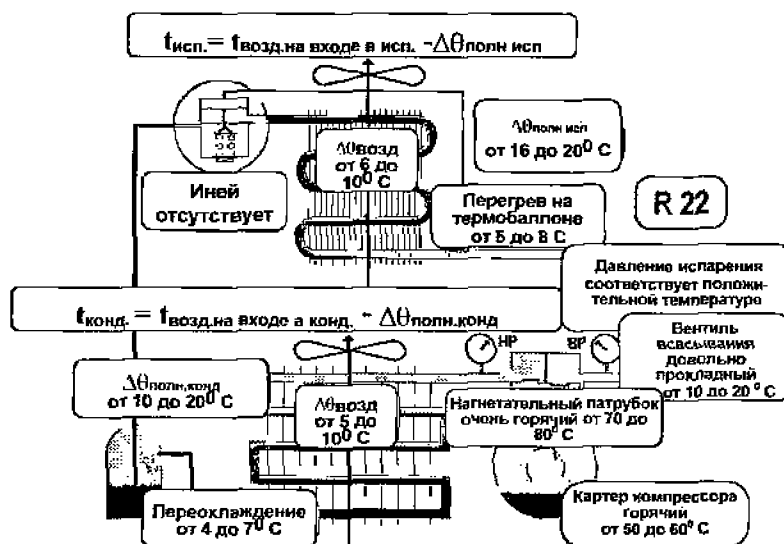 tисп.= tвозд.на входе в исп. -Δθполн исп
Δθполн исп
от 16 до 20⁰ С
Δθвозд
от 6 до
10⁰ С
Иней
отсутствует
Перегрев на
термобаллоне
от 5 до 8 С
R 22
Давление испарения
соответствует положи-
тельной температуре
tконд.= tвозд.на входе а конд. - Δθполн.конд
НР
ВР
Вентиль
всасывания
довольно
прохладный
от 10 до 20 ⁰ С
Δθполн,конд
от 10 до 20⁰ С
Δθвозд
от 5 до
10⁰ С
Нагнетательный патрубок
очень горячий от 70 до
80⁰ С
Переохлаждение
от 4 до 7⁰ С
Картер компрессора
горячий
от 50 до 60⁰ С